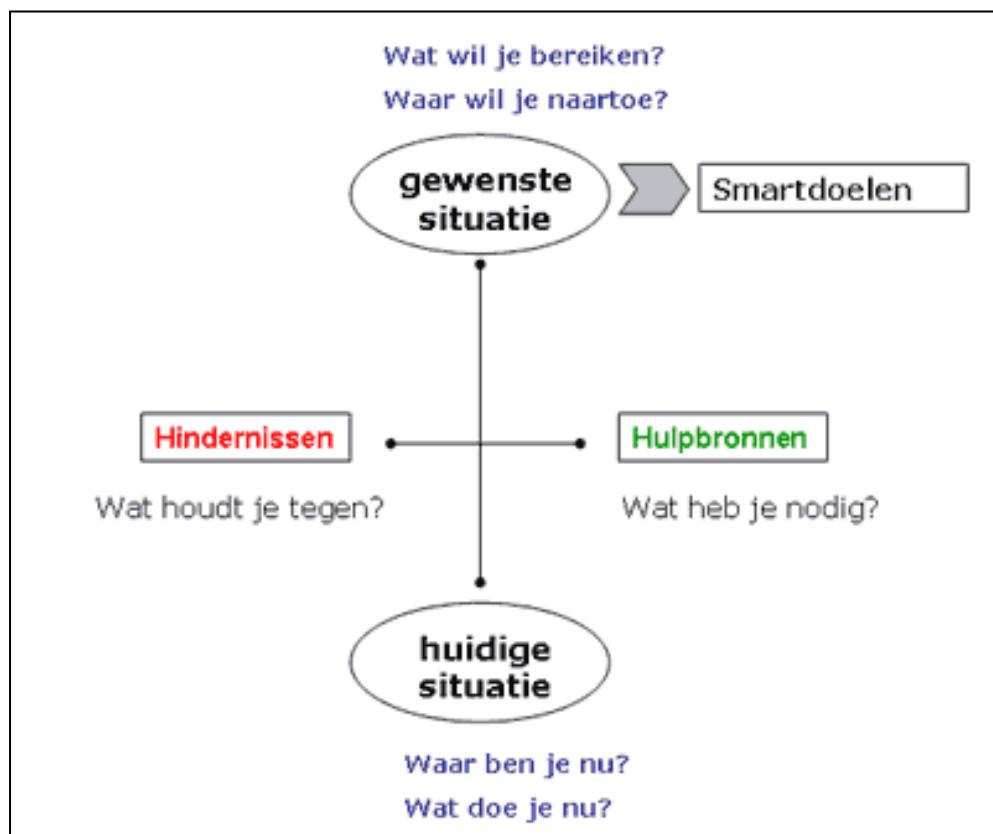 Wat wil je bereiken?
Waar wil je naartoe?
gewenste
situatie
Smartdoelen
Hindernissen
Hulpbronnen
Wat houdt je tegen?
Wat heb je nodig?
huidige
situatie
Waar ben je nu?
Wat doe je nu?